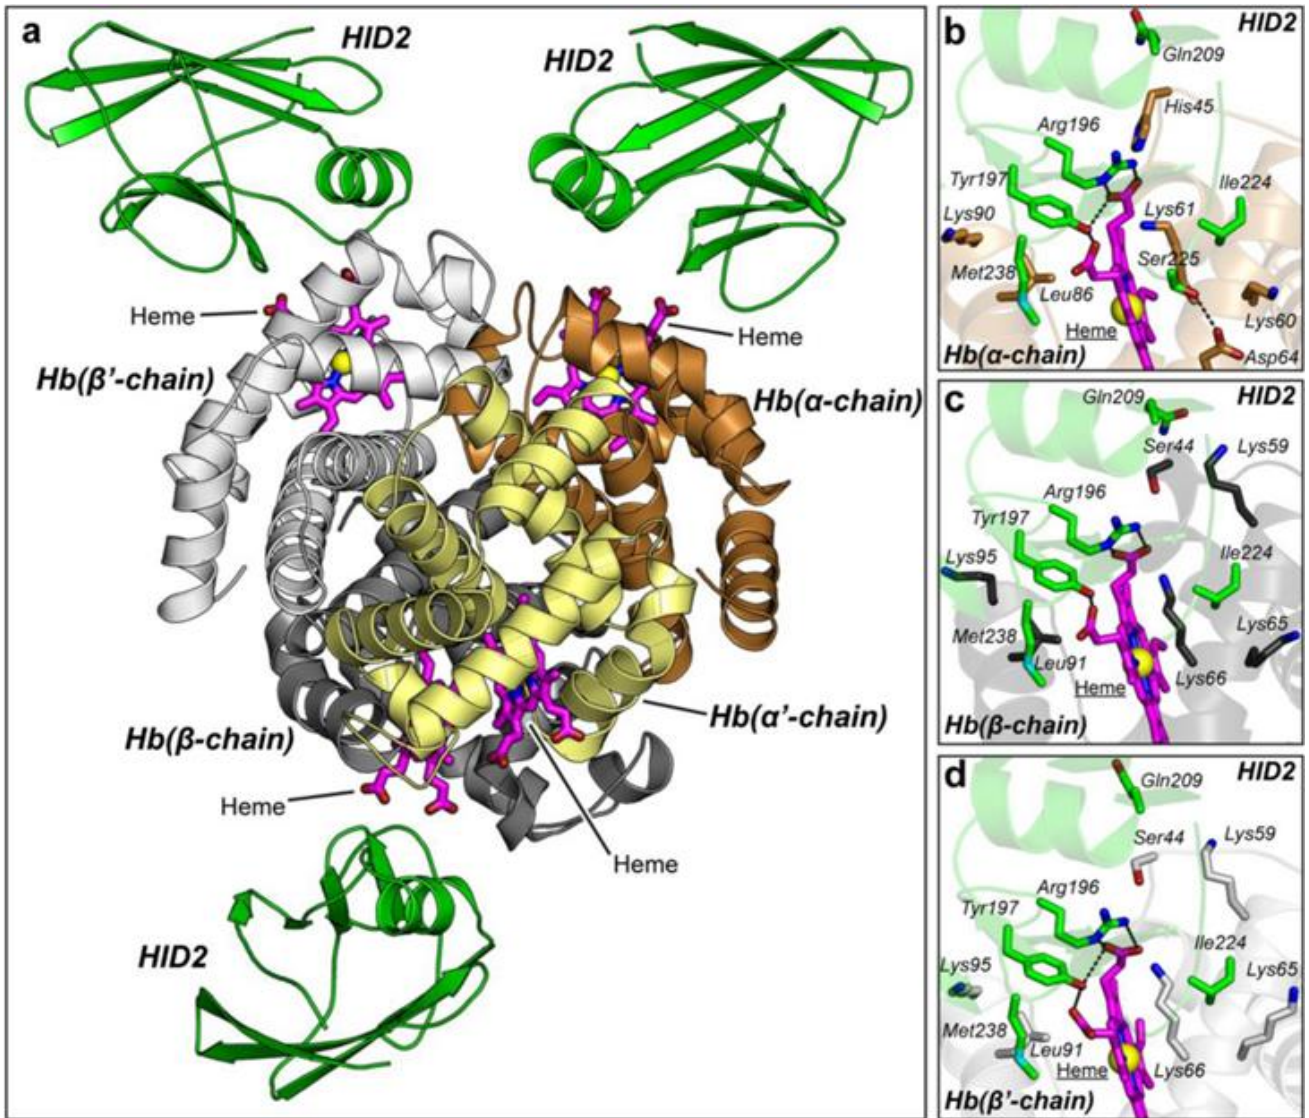 a
HID2
HID2
Heme
Heme
Hb(β’-chain)
Hb(α-chain)
Hb(β-chain)
Hb(α’-chain)
Heme
Heme
HID2
b
HID2
Gln209
His45
Arg196
Tyr197
Ile224
Lys90
Lys61
Met238
Ser225
Leu86
Lys60
Heme
Hb(α-chain)
Asp64
c
HID2
Gln209
Ser44
Lys59
Arg196
Tyr197
Lys95
Ile224
Met238
Lys65
Leu91
Heme
Lys66
Hb(β-chain)
d
HID2
Gln209
Ser44
Lys59
Arg196
Tyr197
Ile224
Lys95
Lys65
Met238
Leu91
Heme
Lys66
Hb(β’-chain)